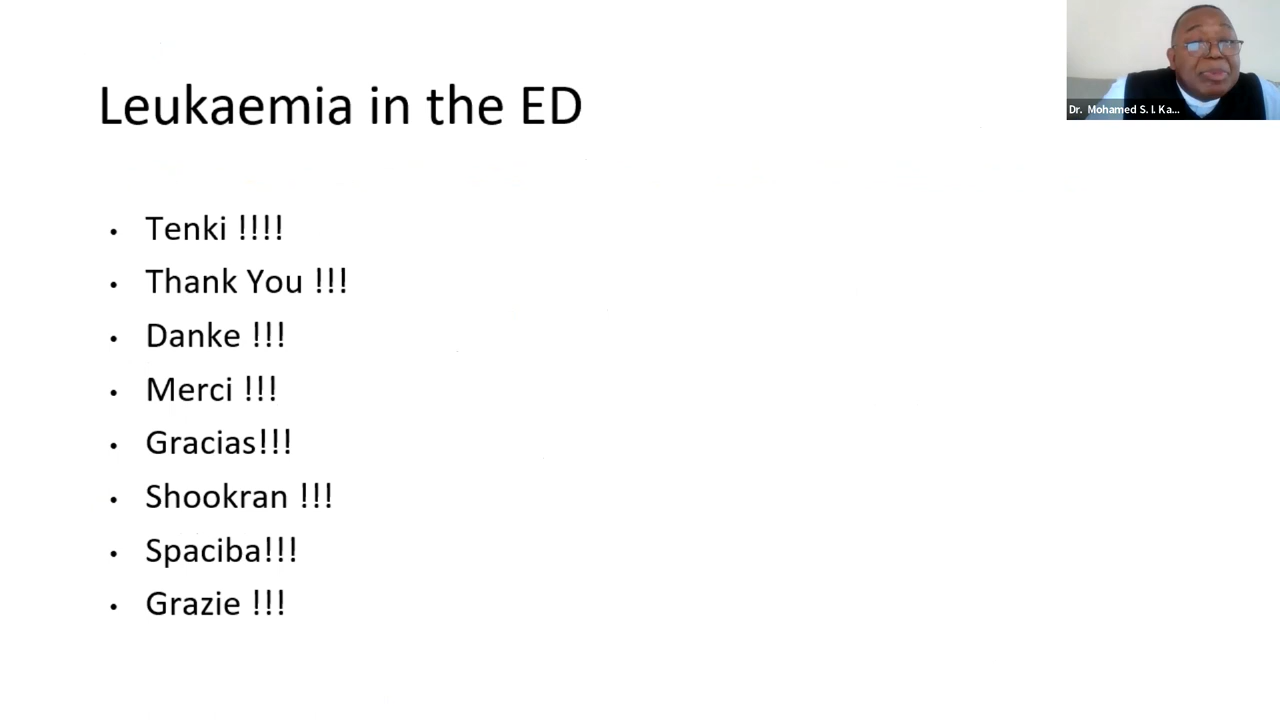 Leukaemia in the ED
Dr. Mohamed S. I. Ka...
• Tenki !!!!
• Thank You !!!
• Danke !!!
• Merci !!!
• Gracias!!!
• Shookran !!!
• Spaciba!!!
• Grazie !!!